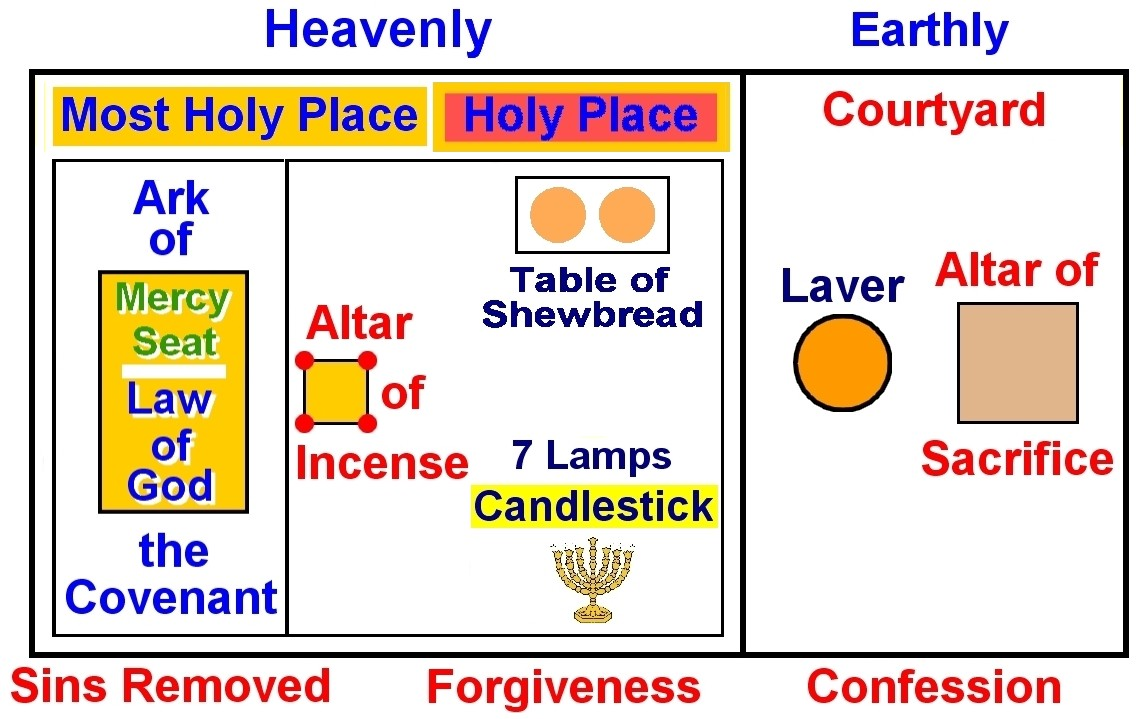 Heavenly
Earthly
Most Holy Place
Holy Place
Courtyard
Ark
of
Mercy
Seat
Law
of
God
the
Covenant
Table of
Shewbread
Altar
of
Incense
7 Lamps
Candlestick
Laver
Altar of
Sacrifice
Sins Removed
Forgiveness
Confession